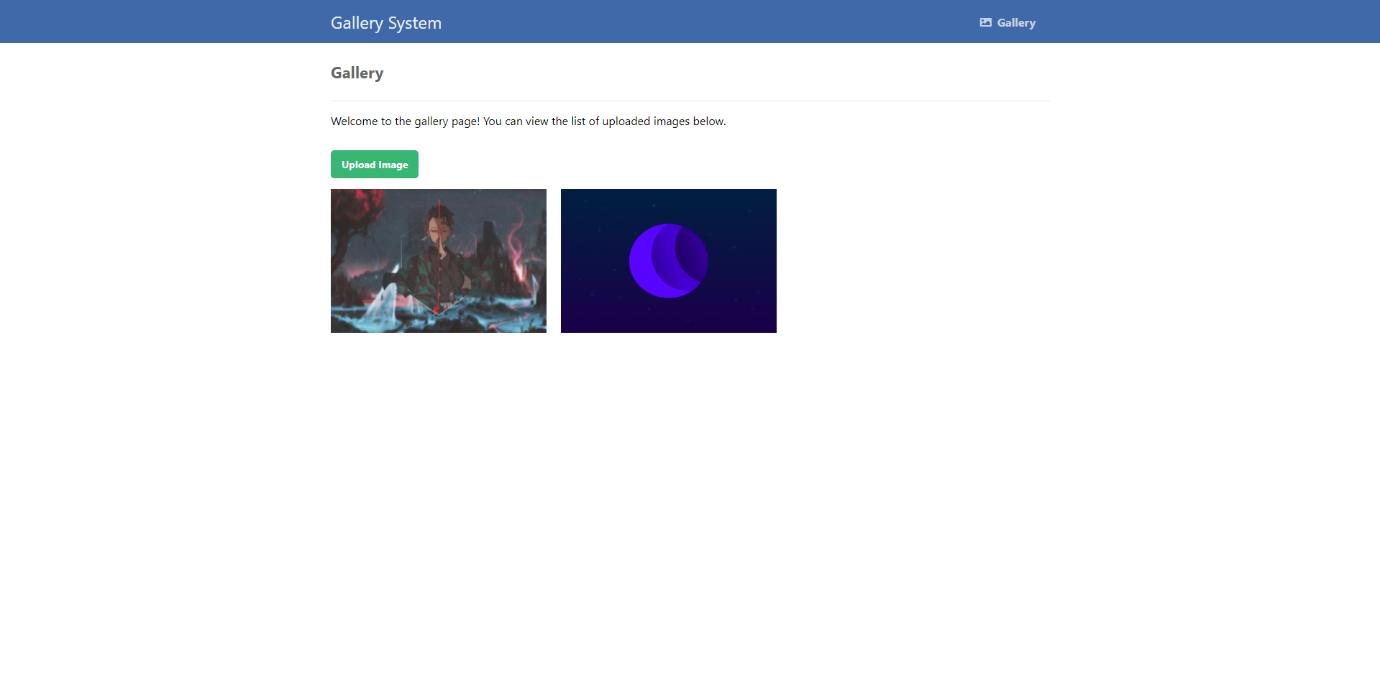 Gallery System
Gallery
Gallery
Welcome to the gallery page! You can view the list of uploaded images below.
Upload Image